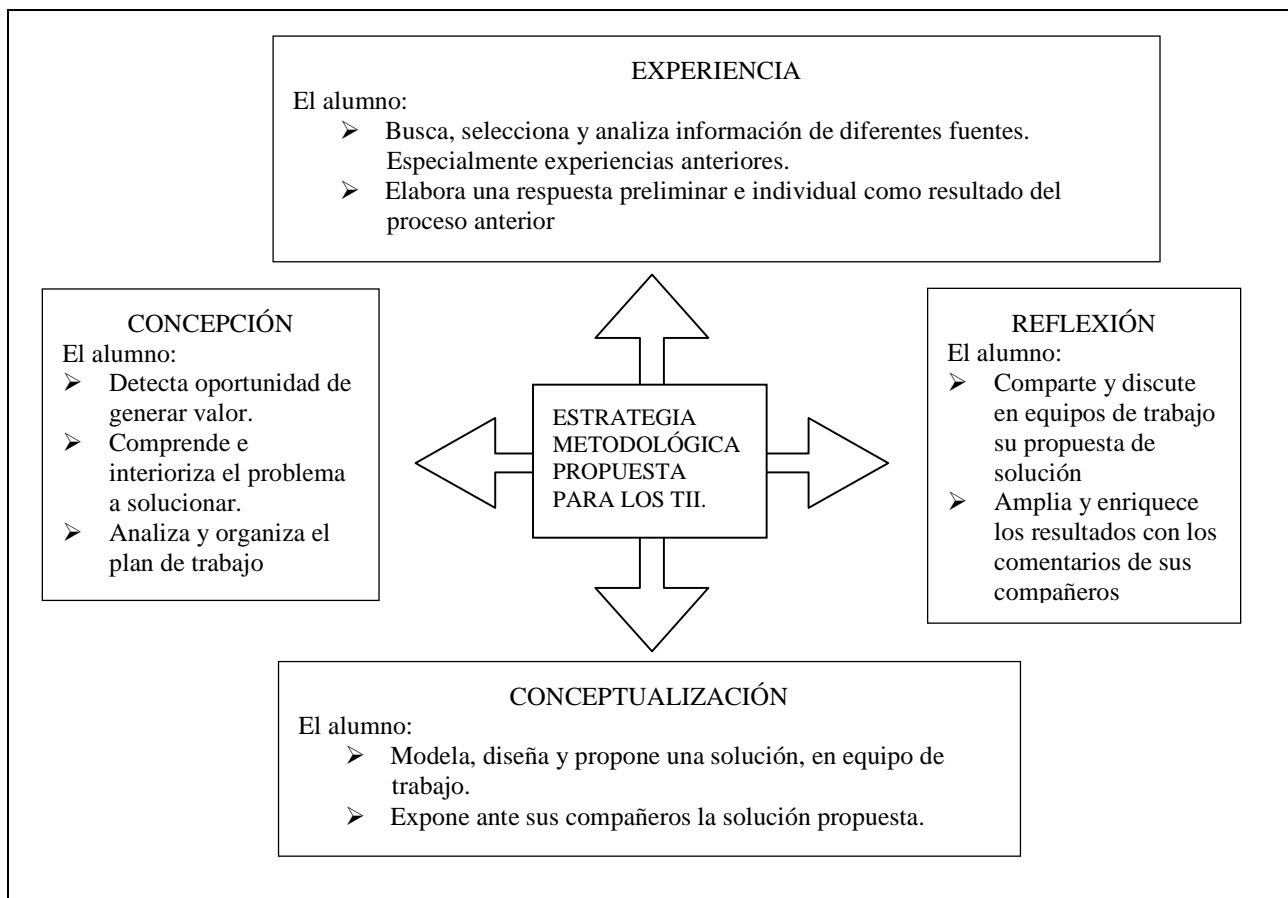 EXPERIENCIA
El alumno:
➢ Busca, selecciona y analiza información de diferentes fuentes.
Especialmente experiencias anteriores.
➢ Elabora una respuesta preliminar e individual como resultado del
proceso anterior
CONCEPCIÓN
El alumno:
➢ Detecta oportunidad de
generar valor.
➢ Comprende e
interioriza el problema
a solucionar.
➢ Analiza y organiza el
plan de trabajo
ESTRATEGIA
METODOLÓGICA
PROPUESTA
PARA LOS TII.
REFLEXIÓN
El alumno:
➢ Comparte y discute
en equipos de trabajo
su propuesta de
solución
➢ Amplia y enriquece
los resultados con los
comentarios de sus
compañeros
CONCEPTUALIZACIÓN
El alumno:
➢ Modela, diseña y propone una solución, en equipo de
trabajo.
➢ Expone ante sus compañeros la solución propuesta.